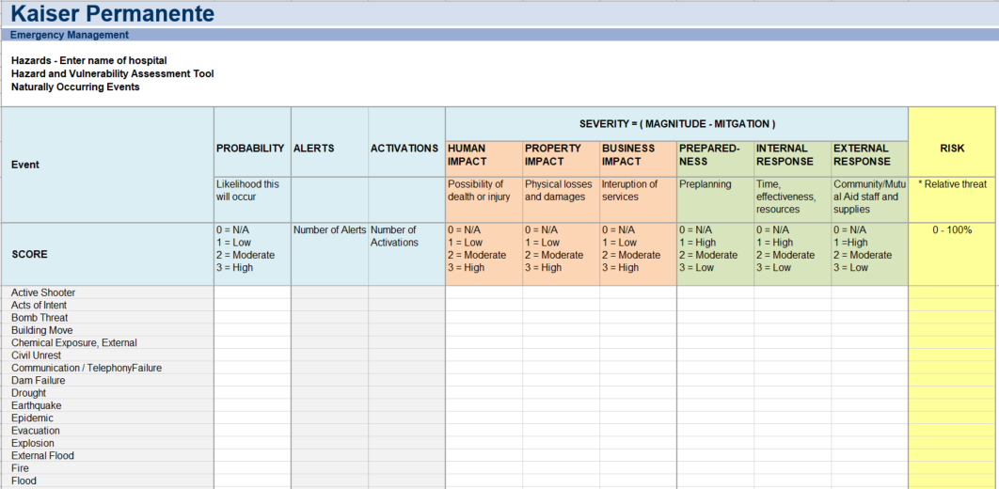 Kaiser Permanente
Emergency Management
Hazards - Enter name of hospital
Hazard and Vulnerability Assessment Tool
Naturally Occurring Events
SEVERITY = ( MAGNITUDE - MITGATION )
Event
PROBABILITY
ALERTS
ACTIVATIONS
HUMAN
IMPACT
PROPERTY
IMPACT
BUSINESS
IMPACT
PREPARED-
NESS
INTERNAL
RESPONSE
EXTERNAL
RESPONSE
RISK
Likelihood this
will occur
Possibility of
dealth or injury
Physical losses
and damages
Interuption of
services
Preplanning
Time,
effectiveness,
resources
Community/Mutu
al Aid staff and
supplies
* Relative threat
SCORE
0 = N/A
1 = Low
2 = Moderate
3 = High
Number of Alerts
Number of
Activations
0 = N/A
1 = Low
2 = Moderate
3 = High
0 = N/A
1 = Low
2 = Moderate
3 = High
0 = N/A
1 = Low
2 = Moderate
3 = High
0 = N/A
1 = High
2 = Moderate
3 = Low
0 = N/A
1 = High
2 = Moderate
3 = Low
0 = N/A
1 =High
2 = Moderate
3 = Low
0 - 100%
Active Shooter
Acts of Intent
Bomb Threat
Building Move
Chemical Exposure, External
Civil Unrest
Communication / TelephonyFailure
Dam Failure
Drought
Earthquake
Epidemic
Evacuation
Explosion
External Flood
Fire
Flood